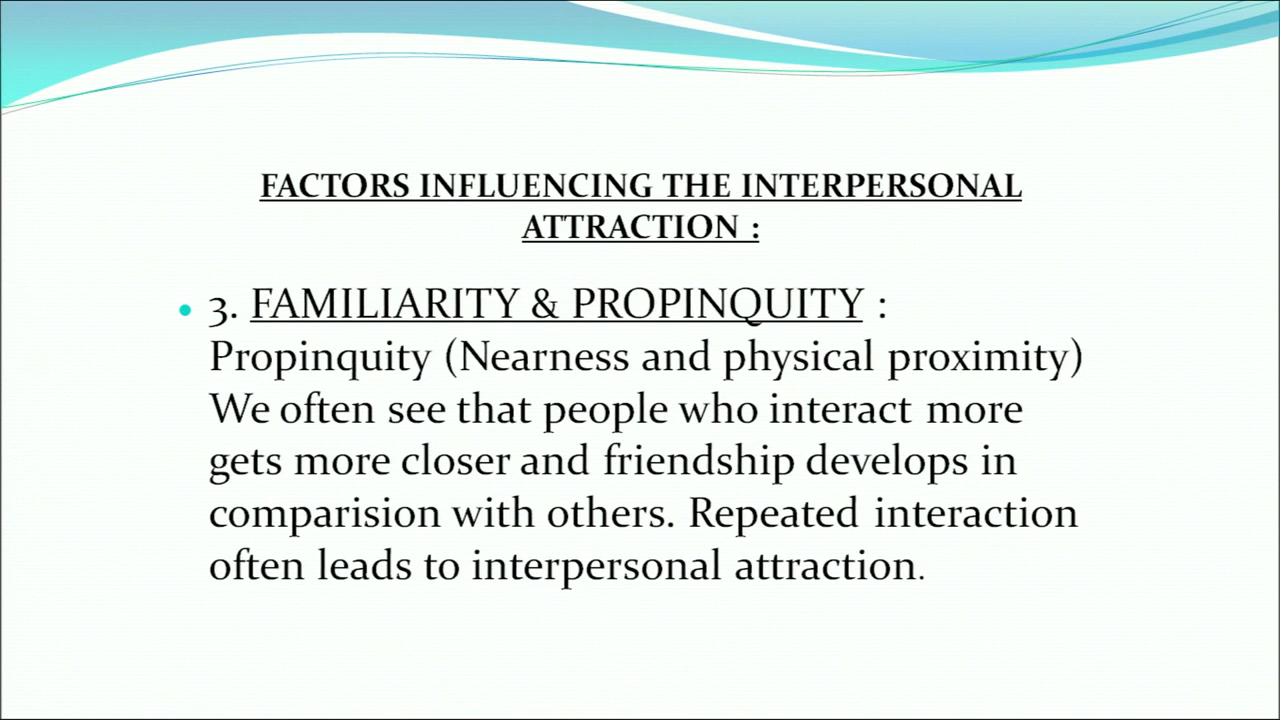 FACTORS INFLUENCING THE INTERPERSONAL
ATTRACTION :
• 3. FAMILIARITY & PROPINQUITY :
Propinquity (Nearness and physical proximity)
We often see that people who interact more
gets more closer and friendship develops in
comparision with others. Repeated interaction
often leads to interpersonal attraction.